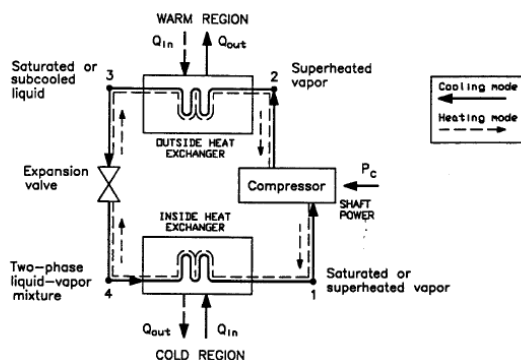 WARM REGION
Q_in
Q_out
Saturated or
subcooled
liquid
3
2
Superheated
vapor
Cooling mode
Heating mode
OUTSIDE HEAT
EXCHANGER
Expansion
valve
Compressor
P_c
SHAFT
POWER
INSIDE HEAT
EXCHANGER
Two-phase
liquid-vapor
mixture
4
1
Saturated or
superheated vapor
Q_out
Q_in
COLD REGION